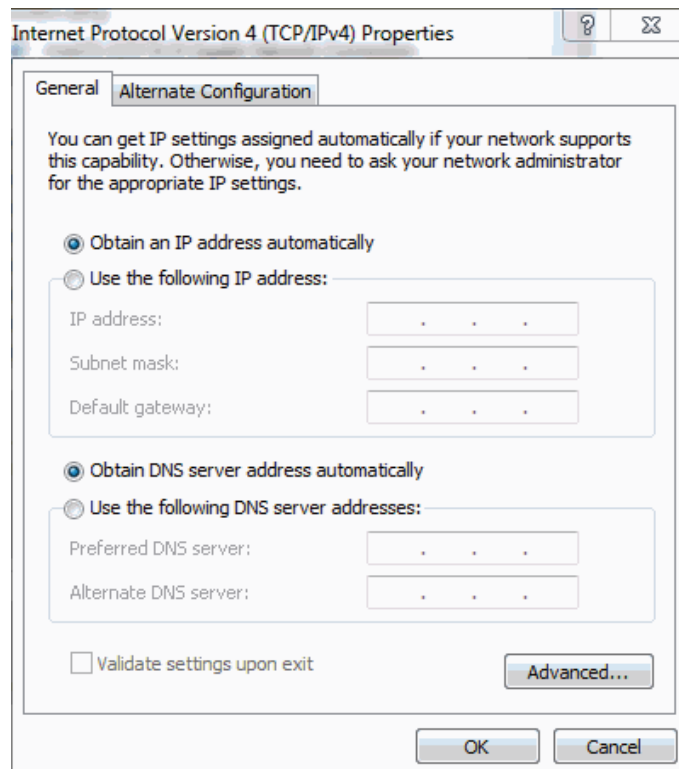 Internet Protocol Version 4 (TCP/IPv4) Properties
?
General
Alternate Configuration
You can get IP settings assigned automatically if your network supports
this capability. Otherwise, you need to ask your network administrator
for the appropriate IP settings.
Obtain an IP address automatically
Use the following IP address:
IP address:
. . .
Subnet mask:
. . .
Default gateway:
. . .
Obtain DNS server address automatically
Use the following DNS server addresses:
Preferred DNS server:
. . .
Alternate DNS server:
. . .
Validate settings upon exit
Advanced...
OK
Cancel